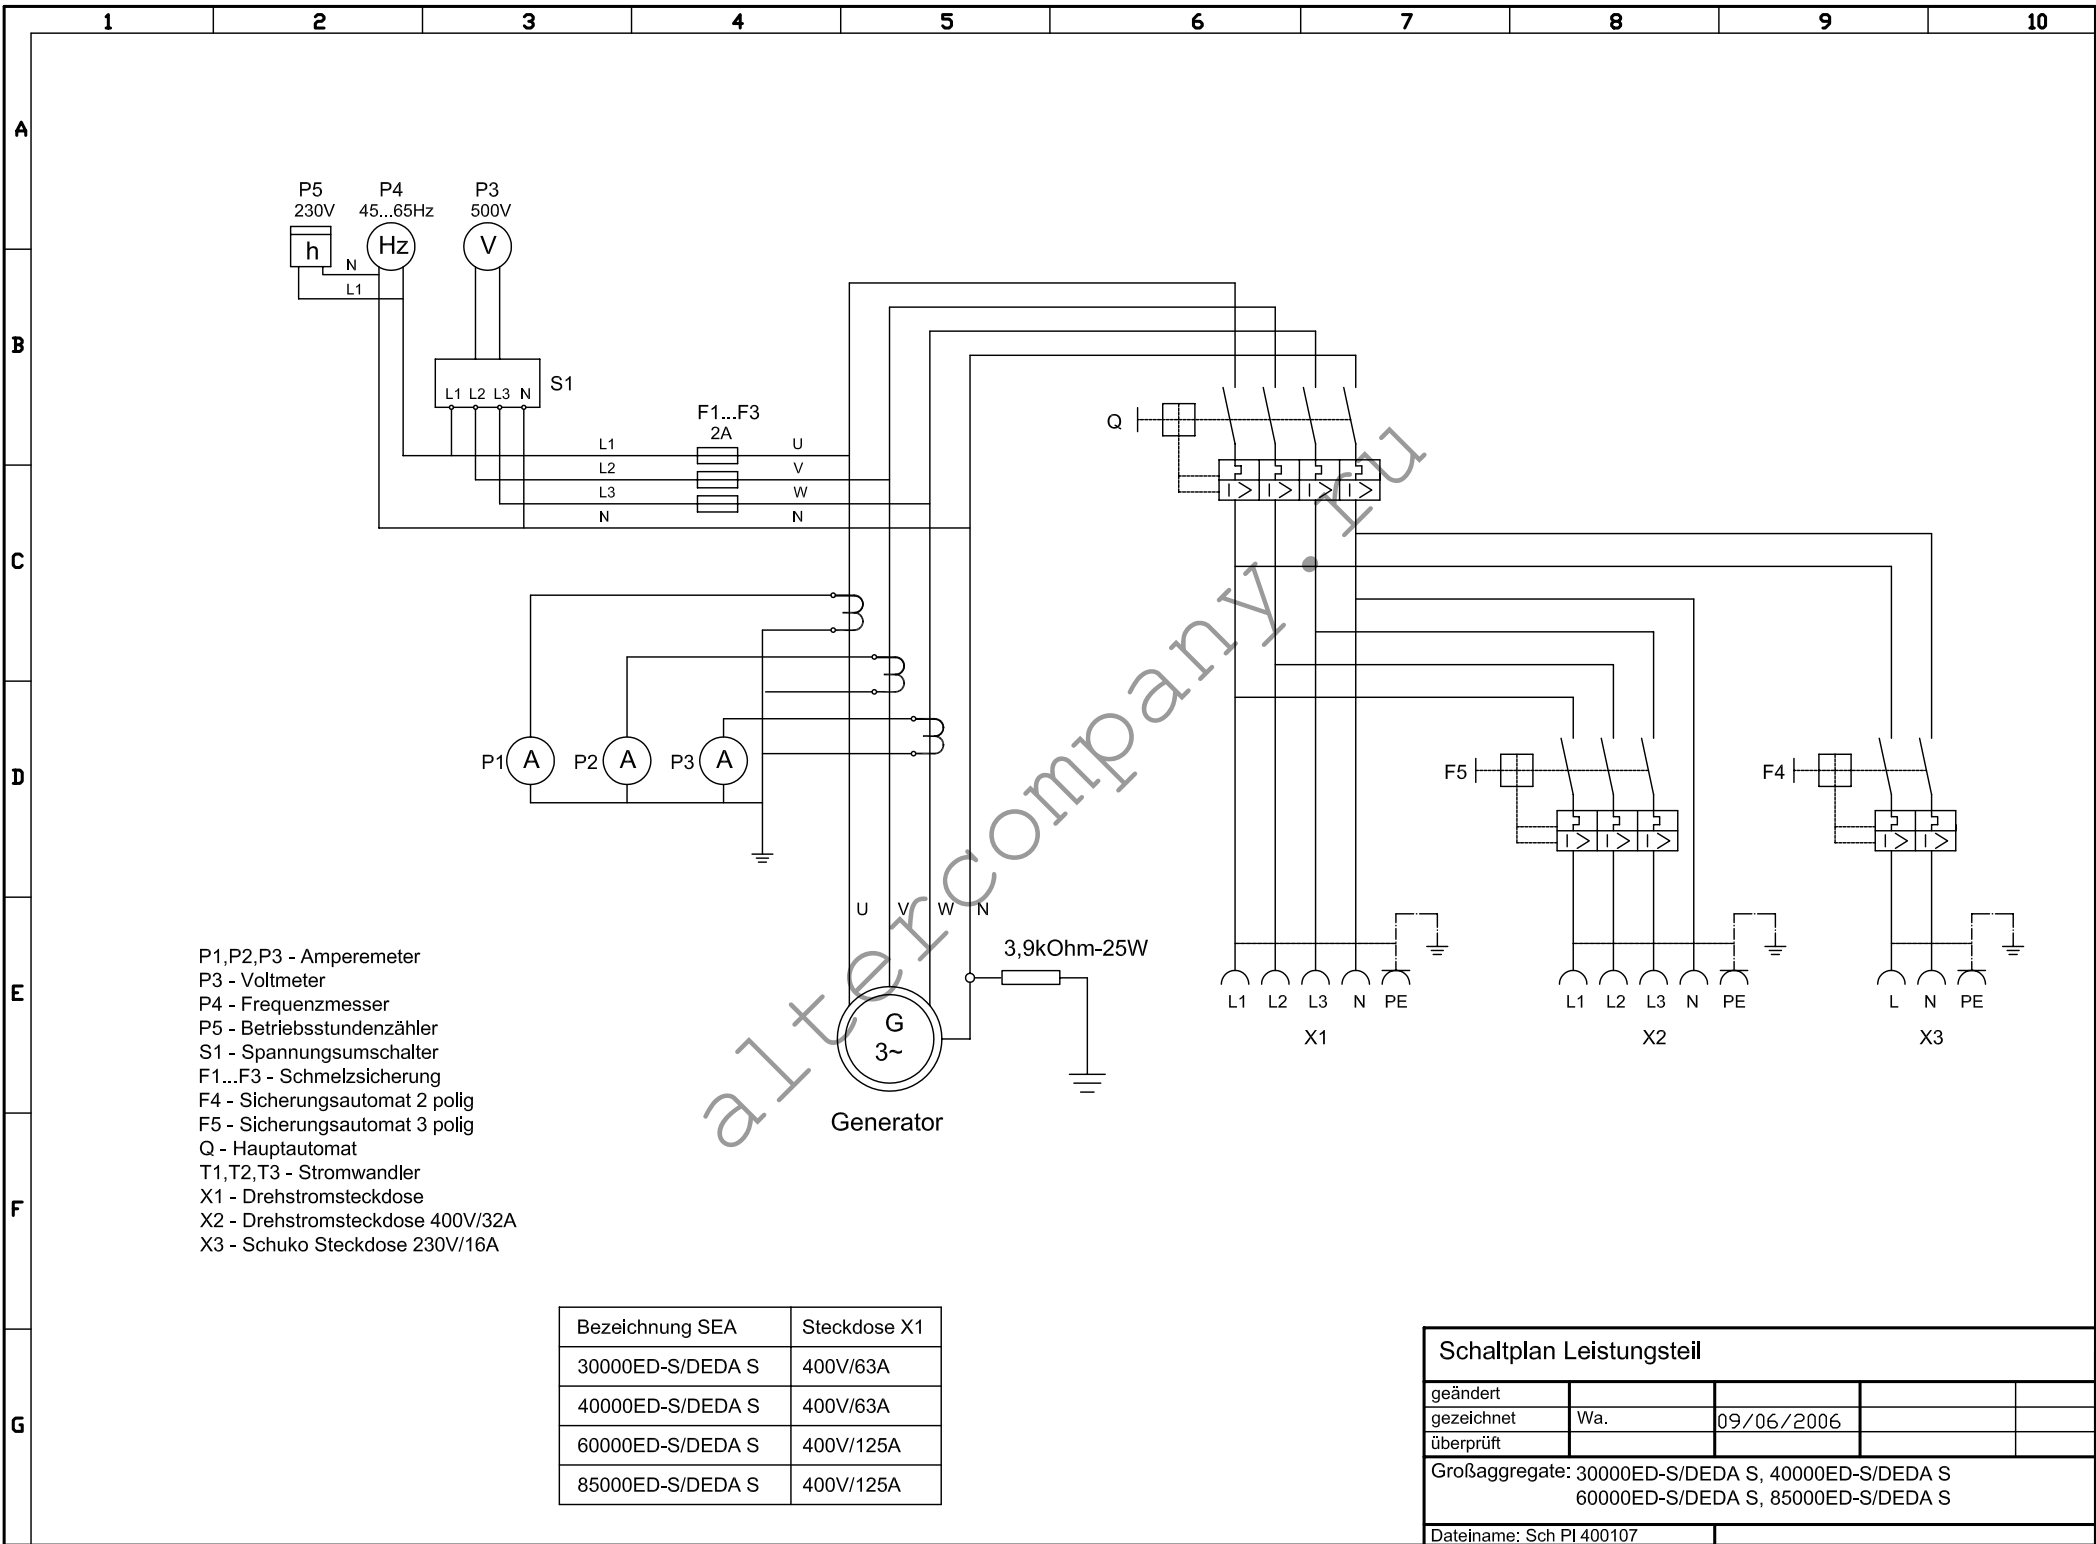 1 2 3 4 5 6 7 8 9 10
A
B
C
D
E
F
G
P5 P4 P3
230V 45...65Hz 500V
h Hz V
N
L1
L1 L2 L3 N S1
F1...F3
2A
L1 U
L2 V
L3 W
N N
Q
I> I> I> I>
P1 A P2 A P3 A
F5 F4
I> I> I> I> I>
U V W N
3,9kOhm-25W
G
3~
Generator
L1 L2 L3 N PE
X1
L1 L2 L3 N PE
X2
L N PE
X3
altercompany.ru
P1,P2,P3 - Amperemeter
P3 - Voltmeter
P4 - Frequenzmesser
P5 - Betriebsstundenzähler
S1 - Spannungsumschalter
F1...F3 - Schmelzsicherung
F4 - Sicherungsautomat 2 polig
F5 - Sicherungsautomat 3 polig
Q - Hauptautomat
T1,T2,T3 - Stromwandler
X1 - Drehstromsteckdose
X2 - Drehstromsteckdose 400V/32A
X3 - Schuko Steckdose 230V/16A
Bezeichnung SEA Steckdose X1
30000ED-S/DEDA S 400V/63A
40000ED-S/DEDA S 400V/63A
60000ED-S/DEDA S 400V/125A
85000ED-S/DEDA S 400V/125A
Schaltplan Leistungsteil
geändert
gezeichnet Wa. 09/06/2006
überprüft
Großaggregate: 30000ED-S/DEDA S, 40000ED-S/DEDA S
60000ED-S/DEDA S, 85000ED-S/DEDA S
Dateiname: Sch Pl 400107